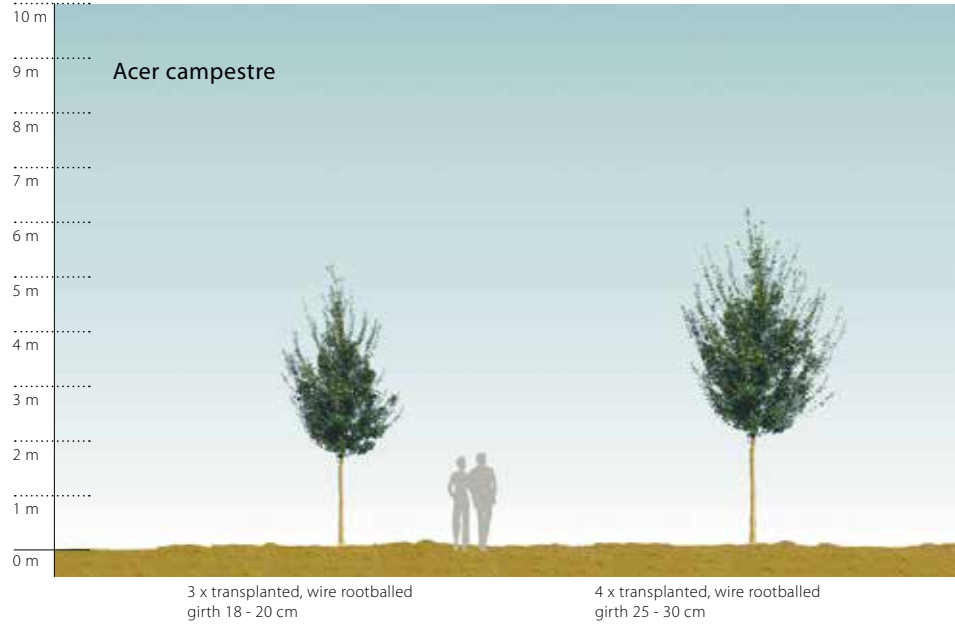 10 m
9 m
Acer campestre
8 m
7 m
6 m
5 m
4 m
3 m
2 m
1 m
0 m
3 x transplanted, wire rootballed
girth 18 - 20 cm
4 x transplanted, wire rootballed
girth 25 - 30 cm